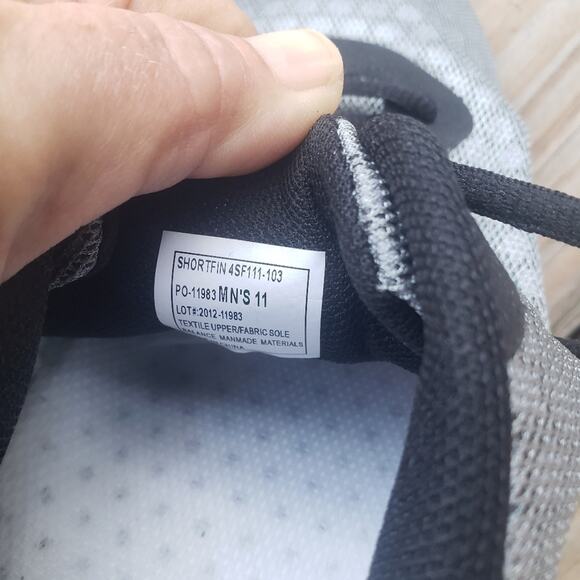 SHORTFIN 4SF111-103
PO-11983 MN'S 11
LOT#:2012-11983
TEXTILE UPPER/FABRIC SOLE
BALANCE MANMADE MATERIALS